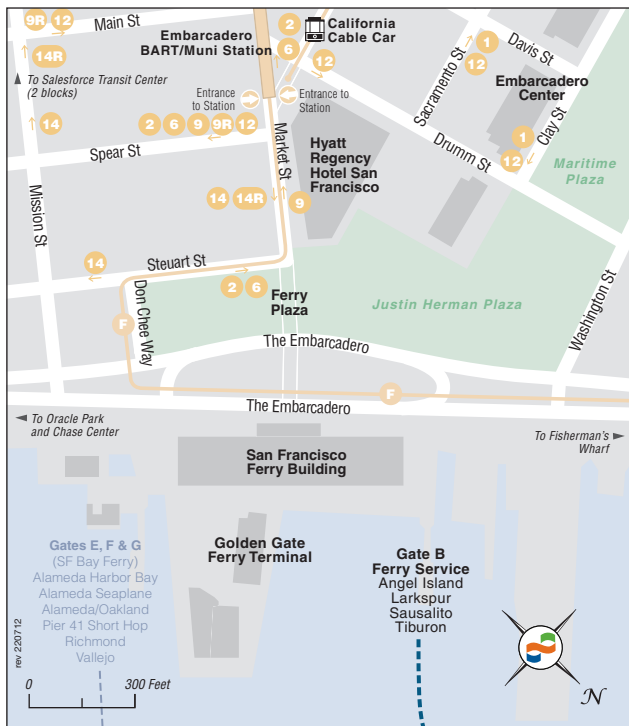 9R 12
Main St
14R
To Salesforce Transit Center
(2 blocks)
Embarcadero
BART/Muni Station
2
6
California
Cable Car
12
Entrance
to Station
Entrance to
Station
Sacramento St
1
12
Davis St
Embarcadero
Center
Clay St
1
12
Maritime
Plaza
14
2 6 9 9R 12
Spear St
Market St
Hyatt
Regency
Hotel San
Francisco
Drumm St
Mission St
14 14R
9
14
Steuart St
2 6
Ferry
Plaza
Justin Herman Plaza
Washington St
Don Chee Way
F
The Embarcadero
F
The Embarcadero
To Oracle Park
and Chase Center
To Fisherman's
Wharf
San Francisco
Ferry Building
Golden Gate
Ferry Terminal
Gates E, F & G
(SF Bay Ferry)
Alameda Harbor Bay
Alameda Seaplane
Alameda/Oakland
Pier 41 Short Hop
Richmond
Vallejo
Gate B
Ferry Service
Angel Island
Larkspur
Sausalito
Tiburon
rev 220712
0 300 Feet
N